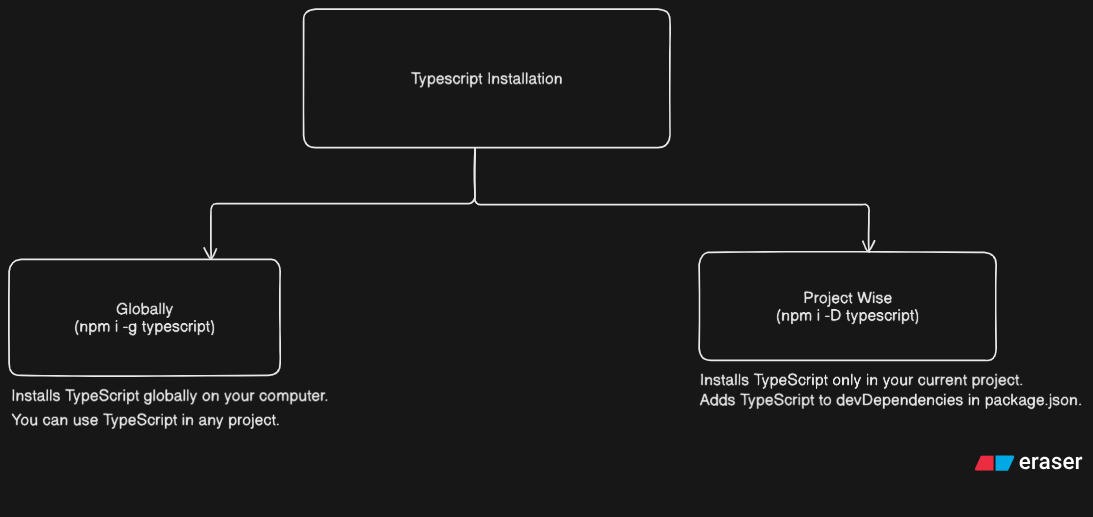 Typescript Installation
Globally
(npm i -g typescript)
Installs TypeScript globally on your computer.
You can use TypeScript in any project.
Project Wise
(npm i -D typescript)
Installs TypeScript only in your current project.
Adds TypeScript to devDependencies in package.json.
eraser